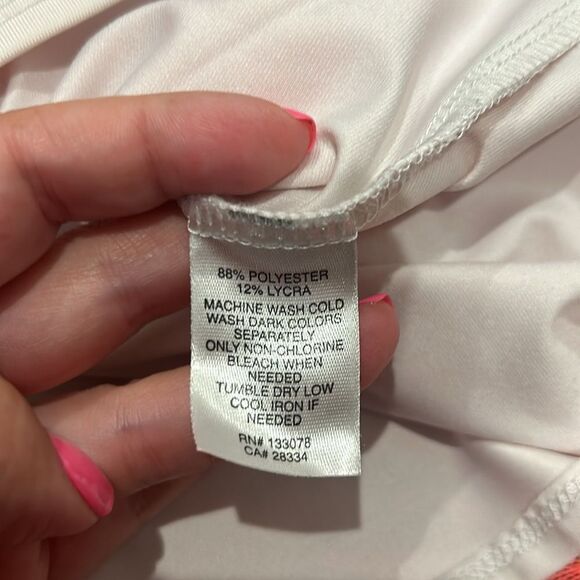 88% POLYESTER
12% LYCRA
MACHINE WASH COLD
WASH DARK COLORS
SEPARATELY
ONLY NON-CHLORINE
BLEACH WHEN
NEEDED
TUMBLE DRY LOW
COOL IRON IF
NEEDED
RN# 133078
CA# 28334